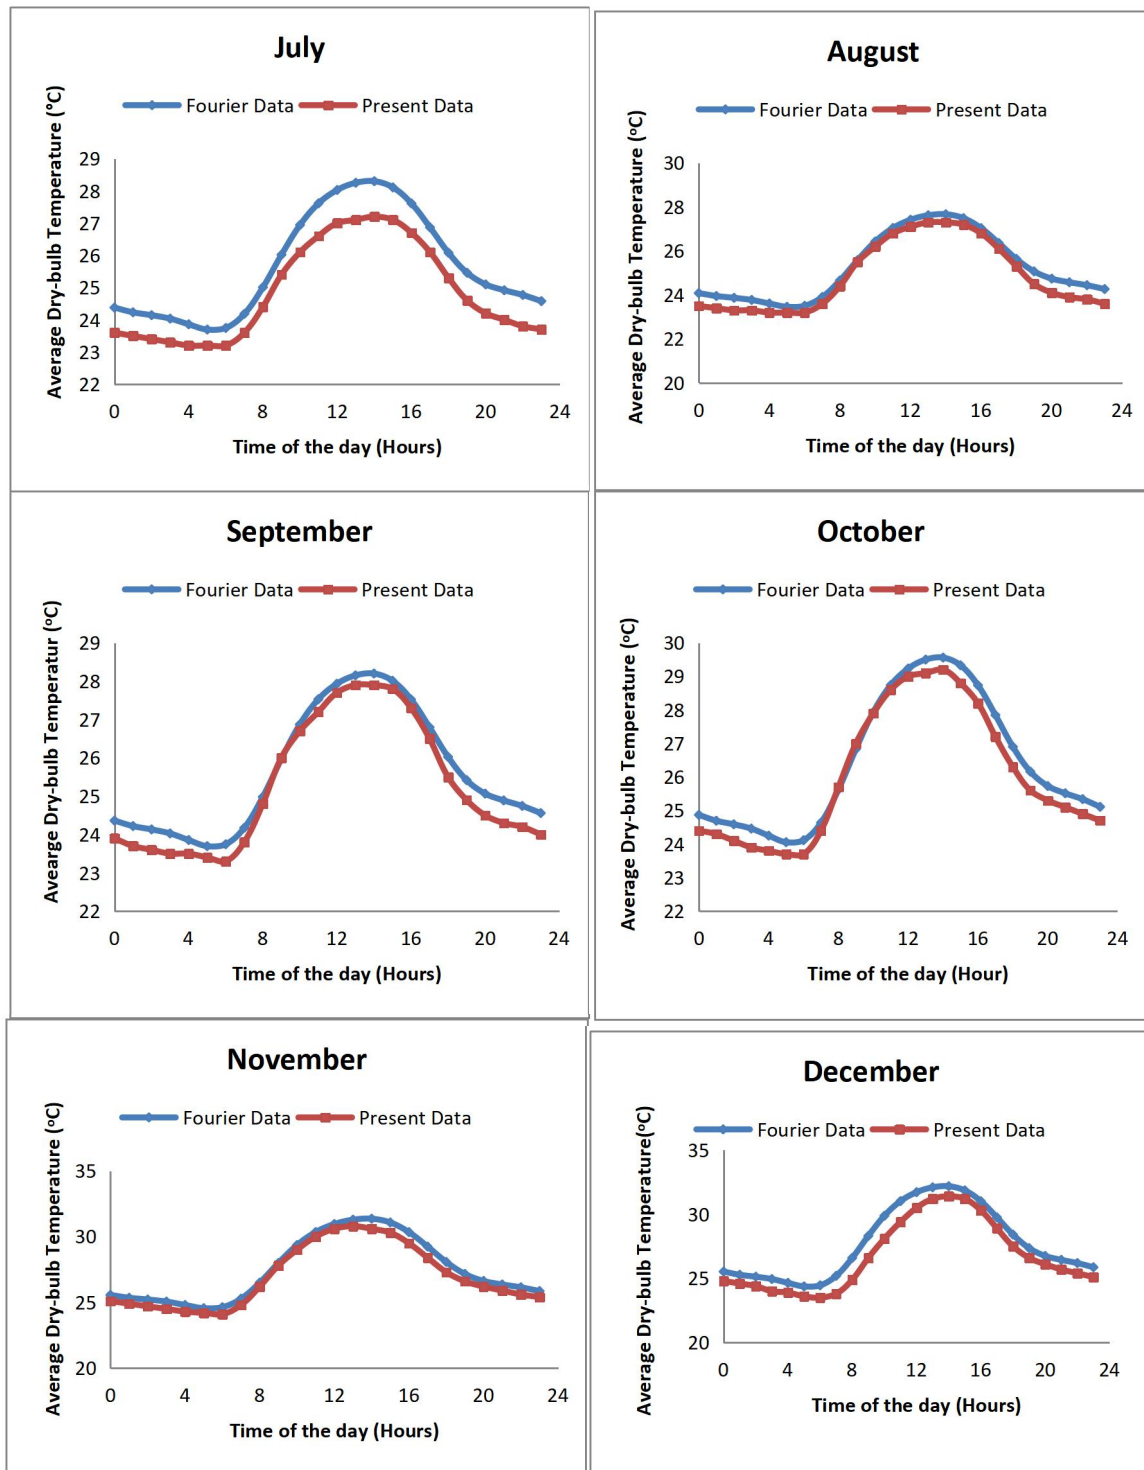 July
Fourier Data Present Data
Average Dry-bulb Temperature (°C)
29
28
27
26
25
24
23
22
0 4 8 12 16 20 24
Time of the day (Hours)
August
Fourier Data Present Data
Average Dry-bulb Temperature (ºC)
30
28
26
24
22
20
0 4 8 12 16 20 24
Time of the day (Hours)
September
Fourier Data Present Data
Avearge Dry-bulb Temperatur (ºC)
29
28
27
26
25
24
23
22
0 4 8 12 16 20 24
Time of the day (Hours)
October
Fourier Data Present Data
Average Dry-bulb Temperature (ºC)
30
29
28
27
26
25
24
23
22
0 4 8 12 16 20 24
Time of the day (Hour)
November
Fourier Data Present Data
Average Dry-bulb Temperature (ºC)
35
30
25
20
0 4 8 12 16 20 24
Time of the day (Hours)
December
Fourier Data Present Data
Average Dry-bulb Temperature(ºC)
35
30
25
20
0 4 8 12 16 20 24
Time of the day (Hours)